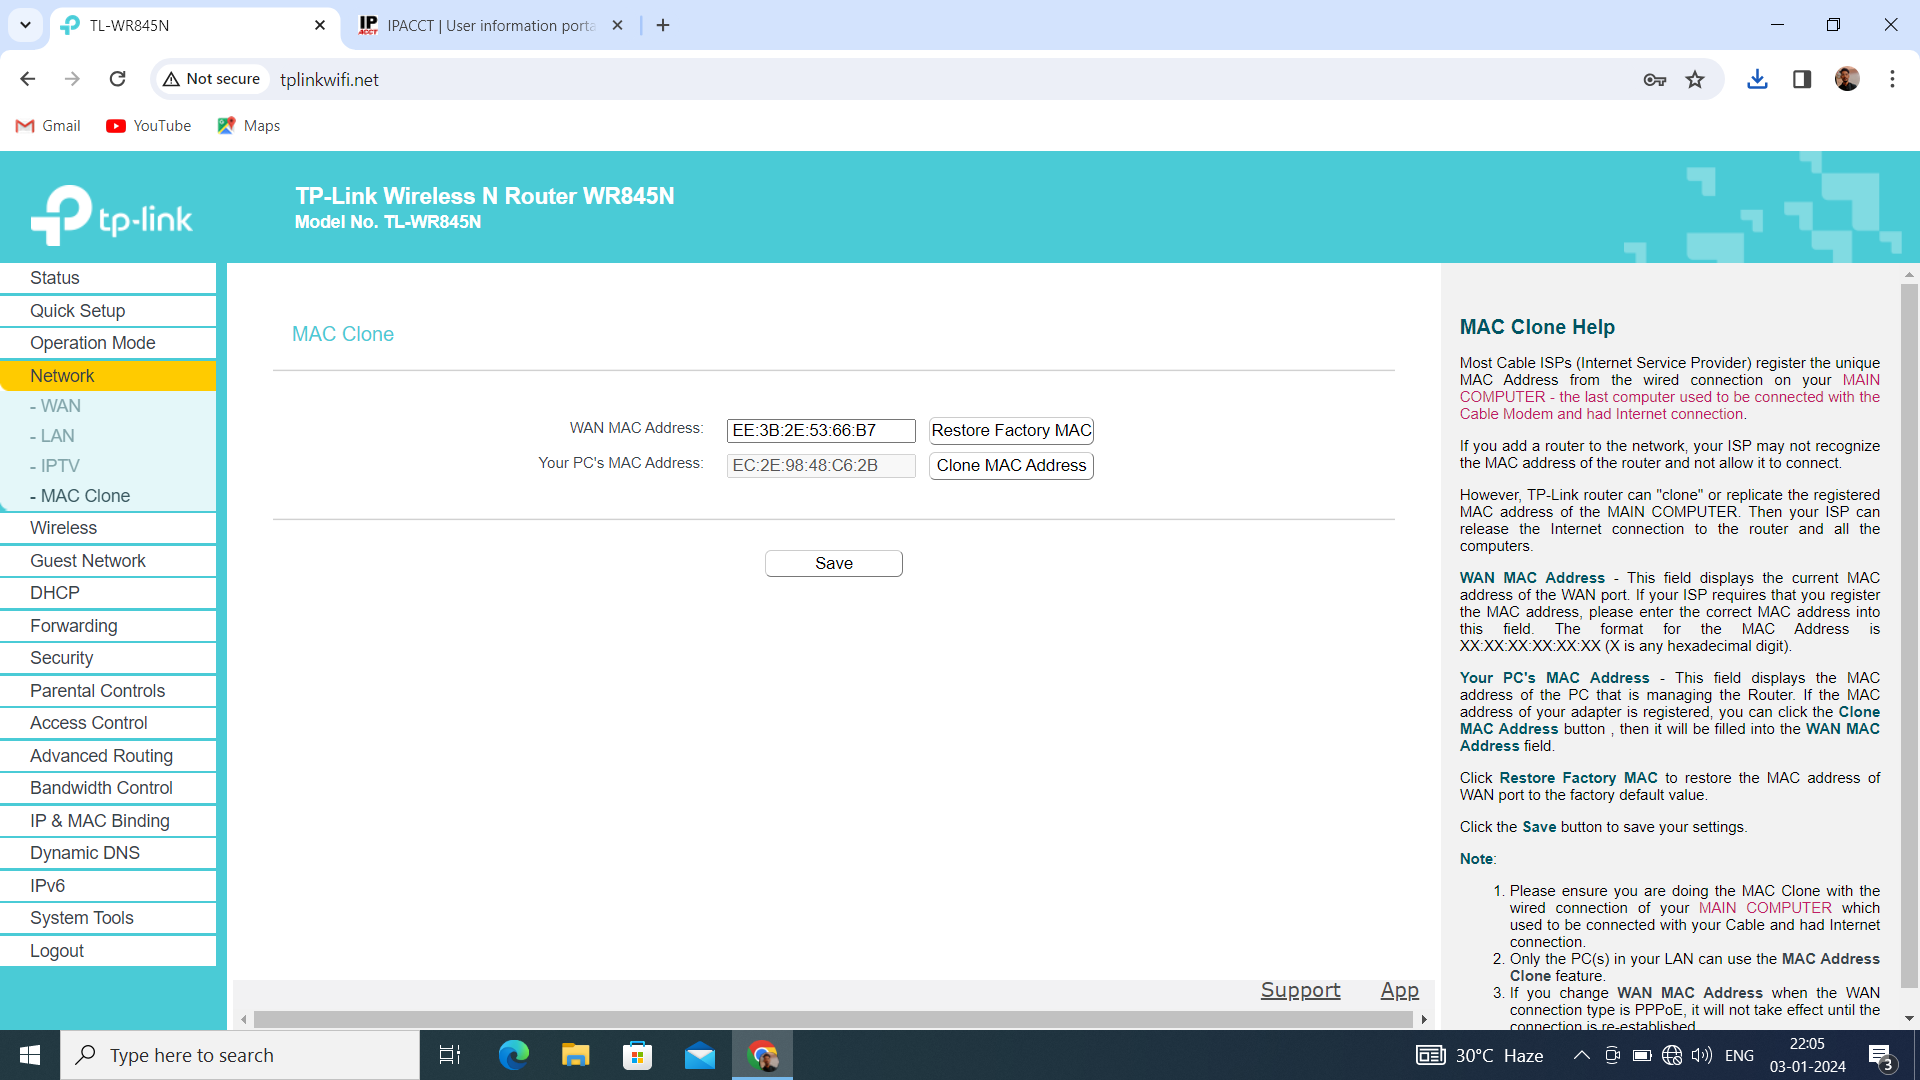 TL-WR845N
IPACCT | User information porta
Not secure
tplinkwifi.net
Gmail
YouTube
Maps
tp-link
TP-Link Wireless N Router WR845N
Model No. TL-WR845N
Status
Quick Setup
Operation Mode
Network
- WAN
- LAN
- IPTV
- MAC Clone
Wireless
Guest Network
DHCP
Forwarding
Security
Parental Controls
Access Control
Advanced Routing
Bandwidth Control
IP & MAC Binding
Dynamic DNS
IPv6
System Tools
Logout
MAC Clone
WAN MAC Address: EE:3B:2E:53:66:B7 Restore Factory MAC
Your PC's MAC Address: EC:2E:98:48:C6:2B Clone MAC Address
Save
Support App
MAC Clone Help
Most Cable ISPs (Internet Service Provider) register the unique
MAC Address from the wired connection on your MAIN
COMPUTER - the last computer used to be connected with the
Cable Modem and had Internet connection.
If you add a router to the network, your ISP may not recognize
the MAC address of the router and not allow it to connect.
However, TP-Link router can "clone" or replicate the registered
MAC address of the MAIN COMPUTER. Then your ISP can
release the Internet connection to the router and all the
computers.
WAN MAC Address - This field displays the current MAC
address of the WAN port. If your ISP requires that you register
the MAC address, please enter the correct MAC address into
this field. The format for the MAC Address is
XX:XX:XX:XX:XX:XX (X is any hexadecimal digit).
Your PC's MAC Address - This field displays the MAC
address of the PC that is managing the Router. If the MAC
address of your adapter is registered, you can click the Clone
MAC Address button , then it will be filled into the WAN MAC
Address field.
Click Restore Factory MAC to restore the MAC address of
WAN port to the factory default value.
Click the Save button to save your settings.
Note:
1. Please ensure you are doing the MAC Clone with the
wired connection of your MAIN COMPUTER which
used to be connected with your Cable and had Internet
connection.
2. Only the PC(s) in your LAN can use the MAC Address
Clone feature.
3. If you change WAN MAC Address when the WAN
connection type is PPPoE, it will not take effect until the
connection is re-established.
Type here to search
30°C Haze
ENG
22:05
03-01-2024
3
IP
ACCT